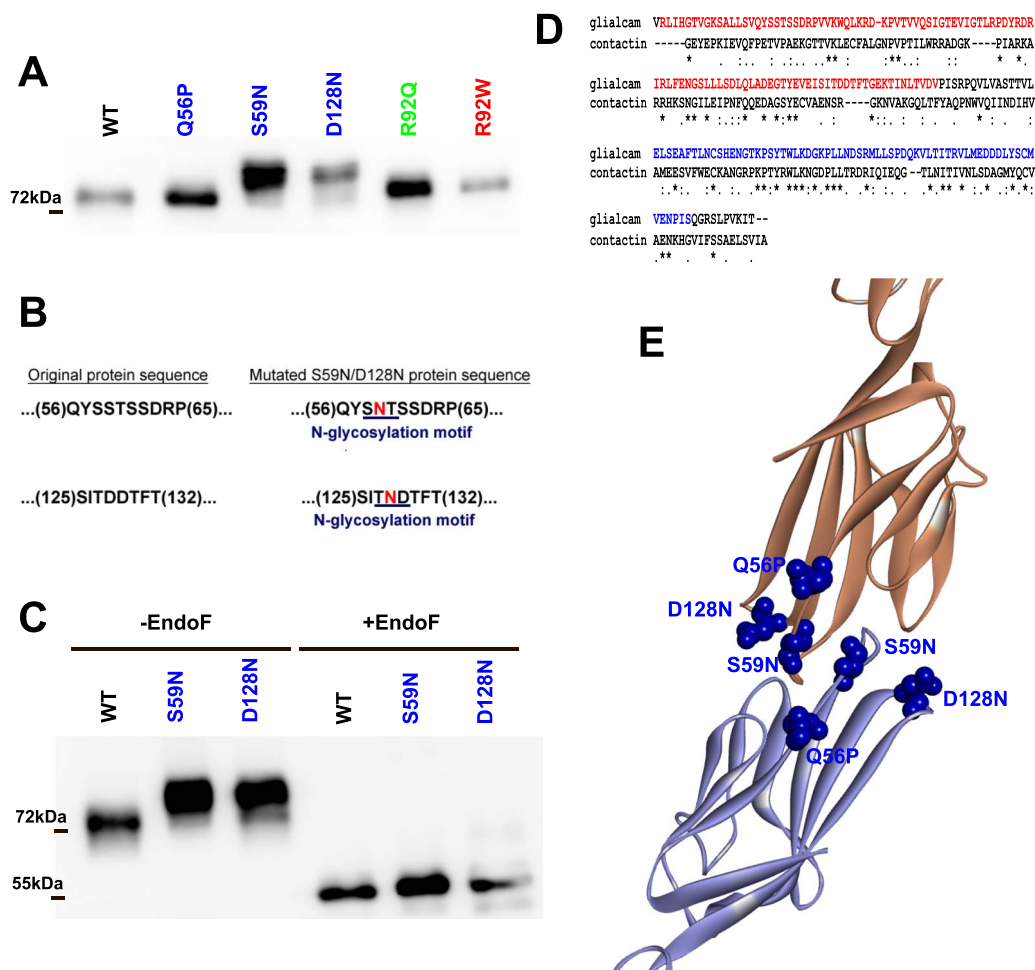 A
WT
Q56P
S59N
D128N
R92Q
R92W
72kDa
B
Original protein sequence
Mutated S59N/D128N protein sequence
...(56)QYSSTSSDRP(65)...
...(56)QYSNTSSDRP(65)...
N-glycosylation motif
...(125)SITDDTFT(132)...
...(125)SITNDTFT(132)...
N-glycosylation motif
C
-EndoF
+EndoF
WT
S59N
D128N
WT
S59N
D128N
72kDa
55kDa
D
glialcam VRLIHGTVGKSALLSVQYSSTSSDRPVVKWQLKRD-KPVTVVQSIGTEVIGTLRPDYRDR
contactin -----GEYEPKIEVQFPETVPAEKGTTVKLECFALGNPVPTILWRRADGK----PIARKA
glialcam IRLFENGSLLLSDLQLADEGTYEVEISITDDTFTGEKTINLTVDVPISRPQVLVASTTVL
contactin RRHKSNGILEIPNFQQEDAGSYECVAENSR----GKNVAKGQLTFYAQPNWVQIINDIHV
glialcam ELSEAFTLNCSHENGTKPSYTWLKDGKPLLNDSRMLLSPDQKVLTITRVLMEDDDLYSCM
contactin AMEESVFWECKANGRPKPTYRWLKNGDPLLTRDRIQIEQG--TLNITIVNLSDAGMYQCV
glialcam VENPISQGRSLPVKIT--
contactin AENKHGVIFSSAELSVIA
E
Q56P
D128N
S59N
S59N
D128N
Q56P